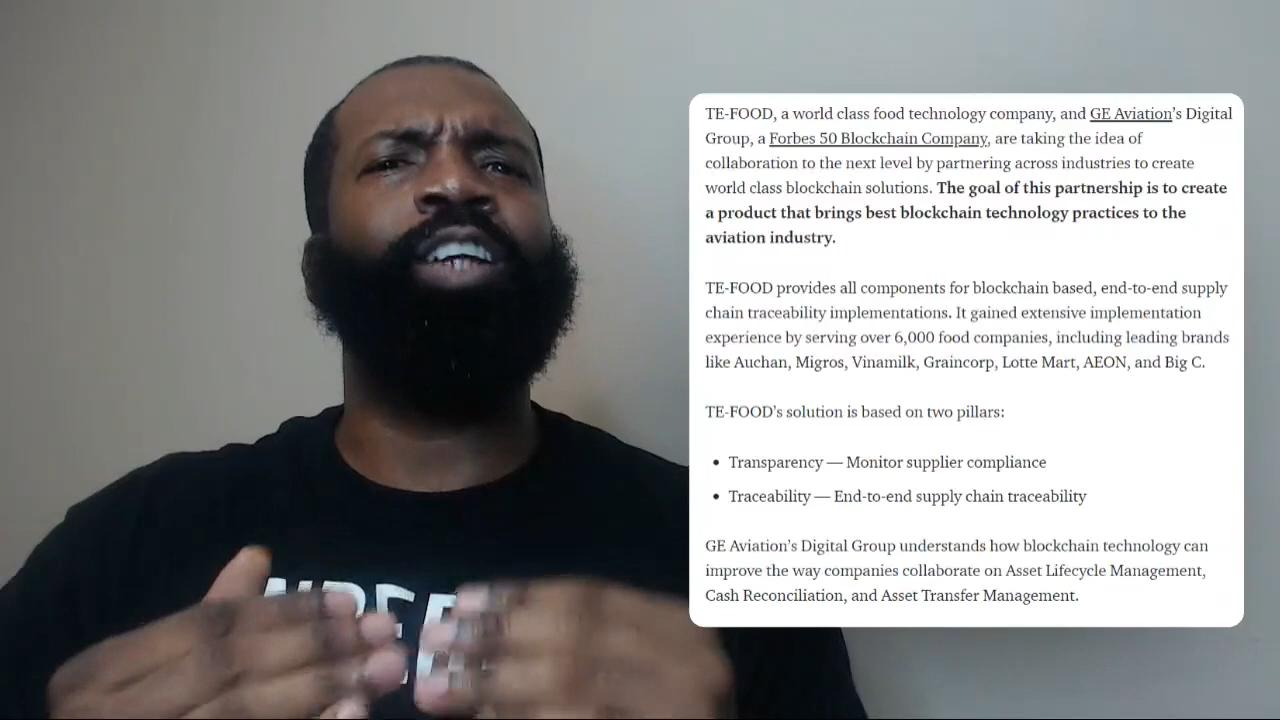 TE-FOOD, a world class food technology company, and GE Aviation's Digital
Group, a Forbes 50 Blockchain Company, are taking the idea of
collaboration to the next level by partnering across industries to create
world class blockchain solutions. The goal of this partnership is to create
a product that brings best blockchain technology practices to the
aviation industry.
TE-FOOD provides all components for blockchain based, end-to-end supply
chain traceability implementations. It gained extensive implementation
experience by serving over 6,000 food companies, including leading brands
like Auchan, Migros, Vinamilk, Graincorp, Lotte Mart, AEON, and Big C.
TE-FOOD's solution is based on two pillars:
• Transparency — Monitor supplier compliance
• Traceability — End-to-end supply chain traceability
GE Aviation's Digital Group understands how blockchain technology can
improve the way companies collaborate on Asset Lifecycle Management,
Cash Reconciliation, and Asset Transfer Management.